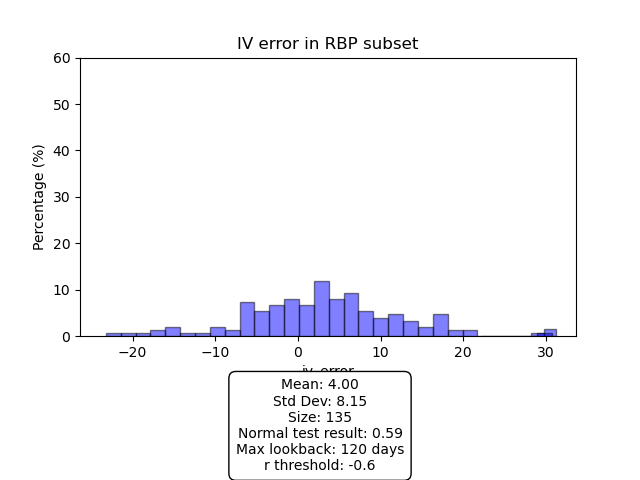 IV error in RBP subset
60
50
40
30
20
10
0
Percentage (%)
−20
−10
0
10
20
30
iv_error
Mean: 4.00
Std Dev: 8.15
Size: 135
Normal test result: 0.59
Max lookback: 120 days
r threshold: -0.6